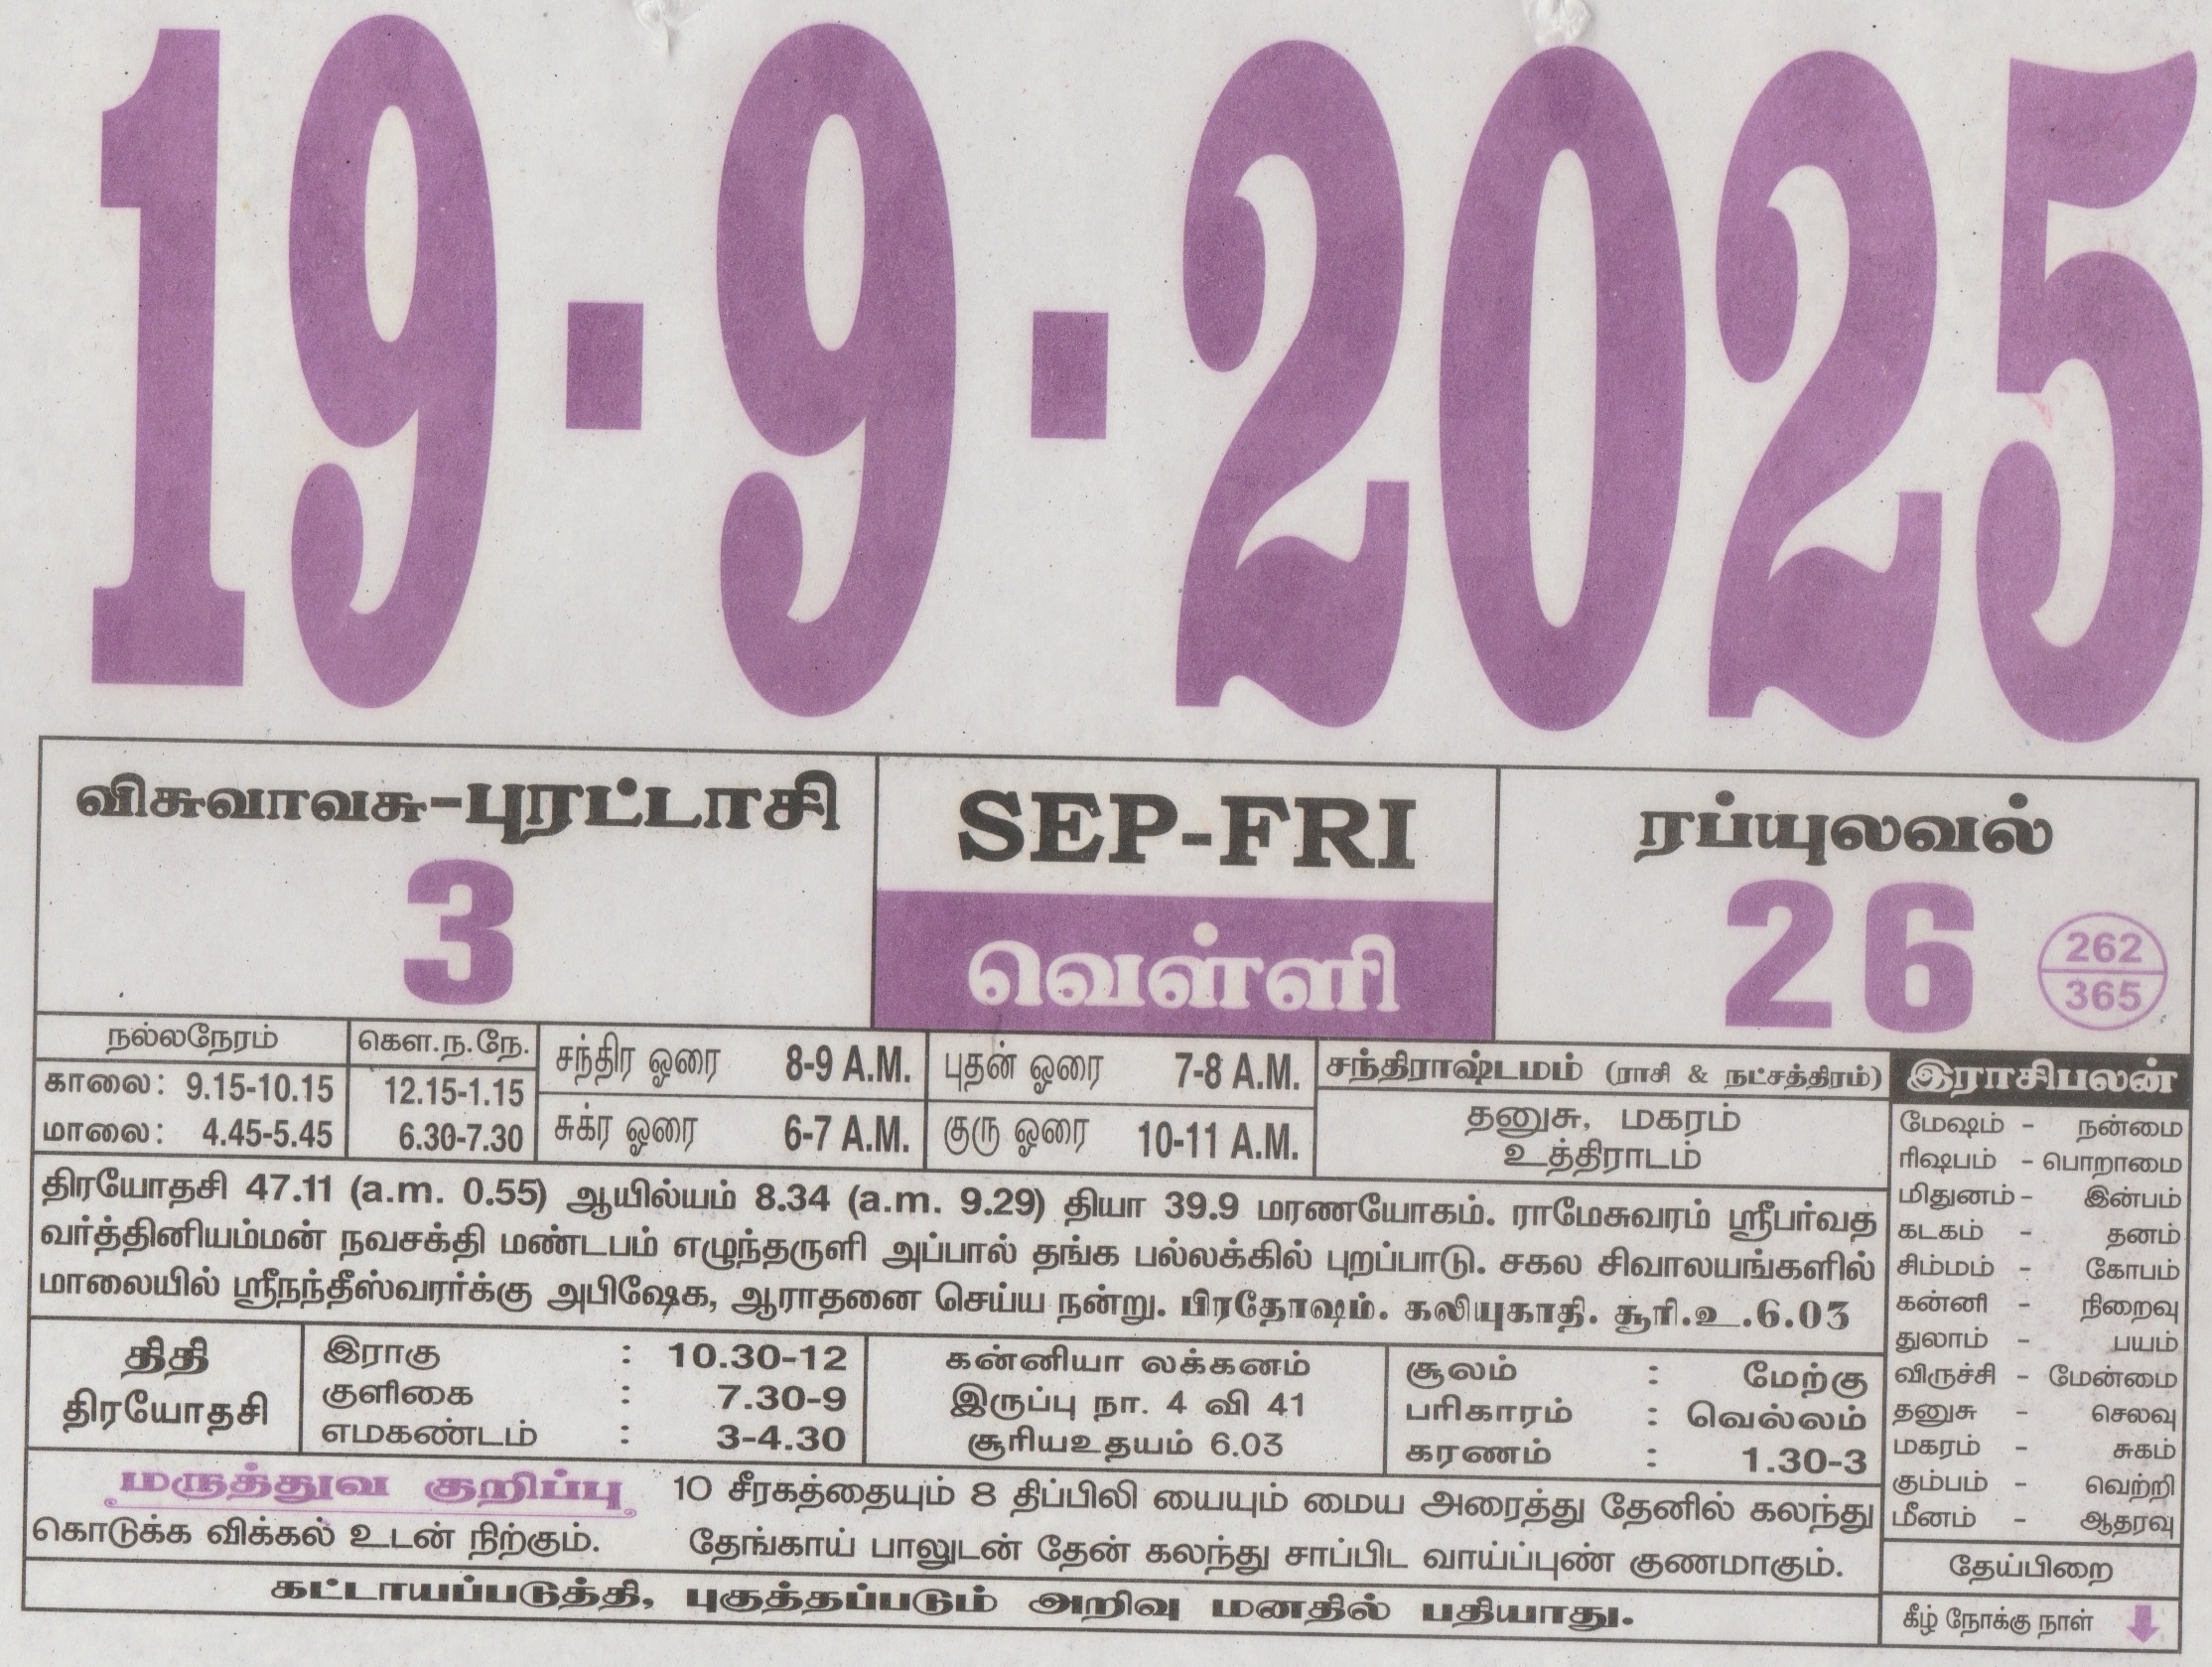 19-9-2025
விசுவாவசு-புரட்டாசி
3
SEP-FRI
வெள்ளி
ரப்யுலவல்
26
262
365
நல்லநேரம்
காலை: 9.15-10.15
மாலை: 4.45-5.45
கௌ.ந.நே.
12.15-1.15
6.30-7.30
சந்திர ஓரை 8-9 A.M.
சுக்ர ஓரை 6-7 A.M.
புதன் ஓரை 7-8 A.M.
குரு ஓரை 10-11 A.M.
சந்திராஷ்டமம் (ராசி & நட்சத்திரம்)
தனுசு, மகரம்
உத்திராடம்
இராசிபலன்
மேஷம் - நன்மை
ரிஷபம் - பொறாமை
மிதுனம் - இன்பம்
கடகம் - தனம்
சிம்மம் - கோபம்
கன்னி - நிறைவு
துலாம் - பயம்
விருச்சி - மேன்மை
தனுசு - செலவு
மகரம் - சுகம்
கும்பம் - வெற்றி
மீனம் - ஆதரவு
தேய்பிறை
கீழ் நோக்கு நாள்
திரயோதசி 47.11 (a.m. 0.55) ஆயில்யம் 8.34 (a.m. 9.29) தியா 39.9 மரணயோகம். ராமேசுவரம் ஸ்ரீபர்வத
வர்த்தினியம்மன் நவசக்தி மண்டபம் எழுந்தருளி அப்பால் தங்க பல்லக்கில் புறப்பாடு. சகல சிவாலயங்களில்
மாலையில் ஸ்ரீநந்தீஸ்வரர்க்கு அபிஷேக, ஆராதனை செய்ய நன்று. பிரதோஷம். கலியுகாதி. சூரி.உ.6.03
திதி
திரயோதசி
இராகு : 10.30-12
குளிகை : 7.30-9
எமகண்டம் : 3-4.30
கன்னியா லக்கனம்
இருப்பு நா. 4 வி 41
சூரியஉதயம் 6.03
சூலம் : மேற்கு
பரிகாரம் : வெல்லம்
கரணம் : 1.30-3
மருத்துவ குறிப்பு 10 சீரகத்தையும் 8 திப்பிலி யையும் மைய அரைத்து தேனில் கலந்து
கொடுக்க விக்கல் உடன் நிற்கும். தேங்காய் பாலுடன் தேன் கலந்து சாப்பிட வாய்ப்புண் குணமாகும்.
கட்டாயப்படுத்தி, புகுத்தப்படும் அறிவு மனதில் பதியாது.